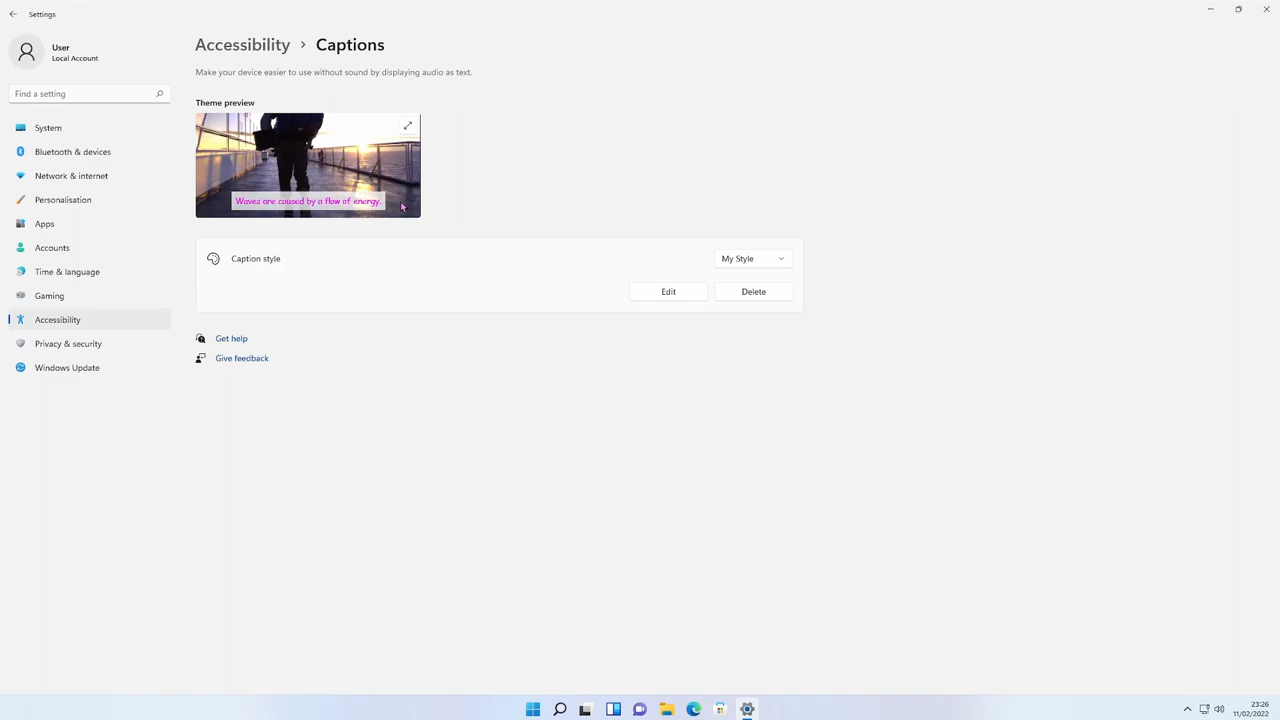 Settings
User
Local Account
Find a setting
System
Bluetooth & devices
Network & internet
Personalisation
Apps
Accounts
Time & language
Gaming
Accessibility
Privacy & security
Windows Update
Accessibility › Captions
Make your device easier to use without sound by displaying audio as text.
Theme preview
Waves are caused by a flow of energy.
Caption style
My Style
Edit
Delete
Get help
Give feedback
23:26
11/02/2022